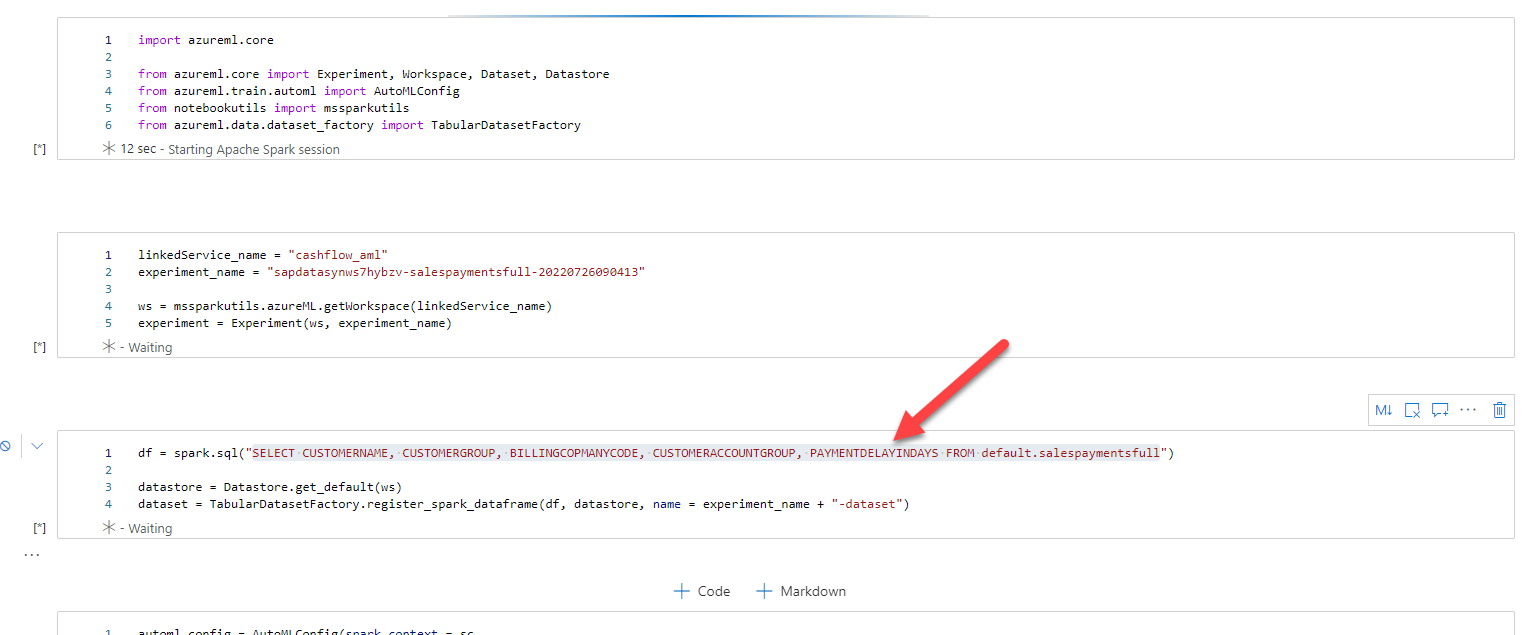 1 import azureml.core
2
3 from azureml.core import Experiment, Workspace, Dataset, Datastore
4 from azureml.train.automl import AutoMLConfig
5 from notebookutils import mssparkutils
6 from azureml.data.dataset_factory import TabularDatasetFactory
[*] 12 sec - Starting Apache Spark session
1 linkedService_name = "cashflow_aml"
2 experiment_name = "sapdatasynws7hybzv-salespaymentsfull-20220726090413"
3
4 ws = mssparkutils.azureML.getWorkspace(linkedService_name)
5 experiment = Experiment(ws, experiment_name)
[*] - Waiting
M↓ ...
1 df = spark.sql("SELECT CUSTOMERNAME, CUSTOMERGROUP, BILLINGCOPMANYCODE, CUSTOMERACCOUNTGROUP, PAYMENTDELAYINDAYS FROM default.salespaymentsfull")
2
3 datastore = Datastore.get_default(ws)
4 dataset = TabularDatasetFactory.register_spark_dataframe(df, datastore, name = experiment_name + "-dataset")
[*] - Waiting
...
+ Code + Markdown
1 automl_config = AutoMLConfig(spark_context = sc,